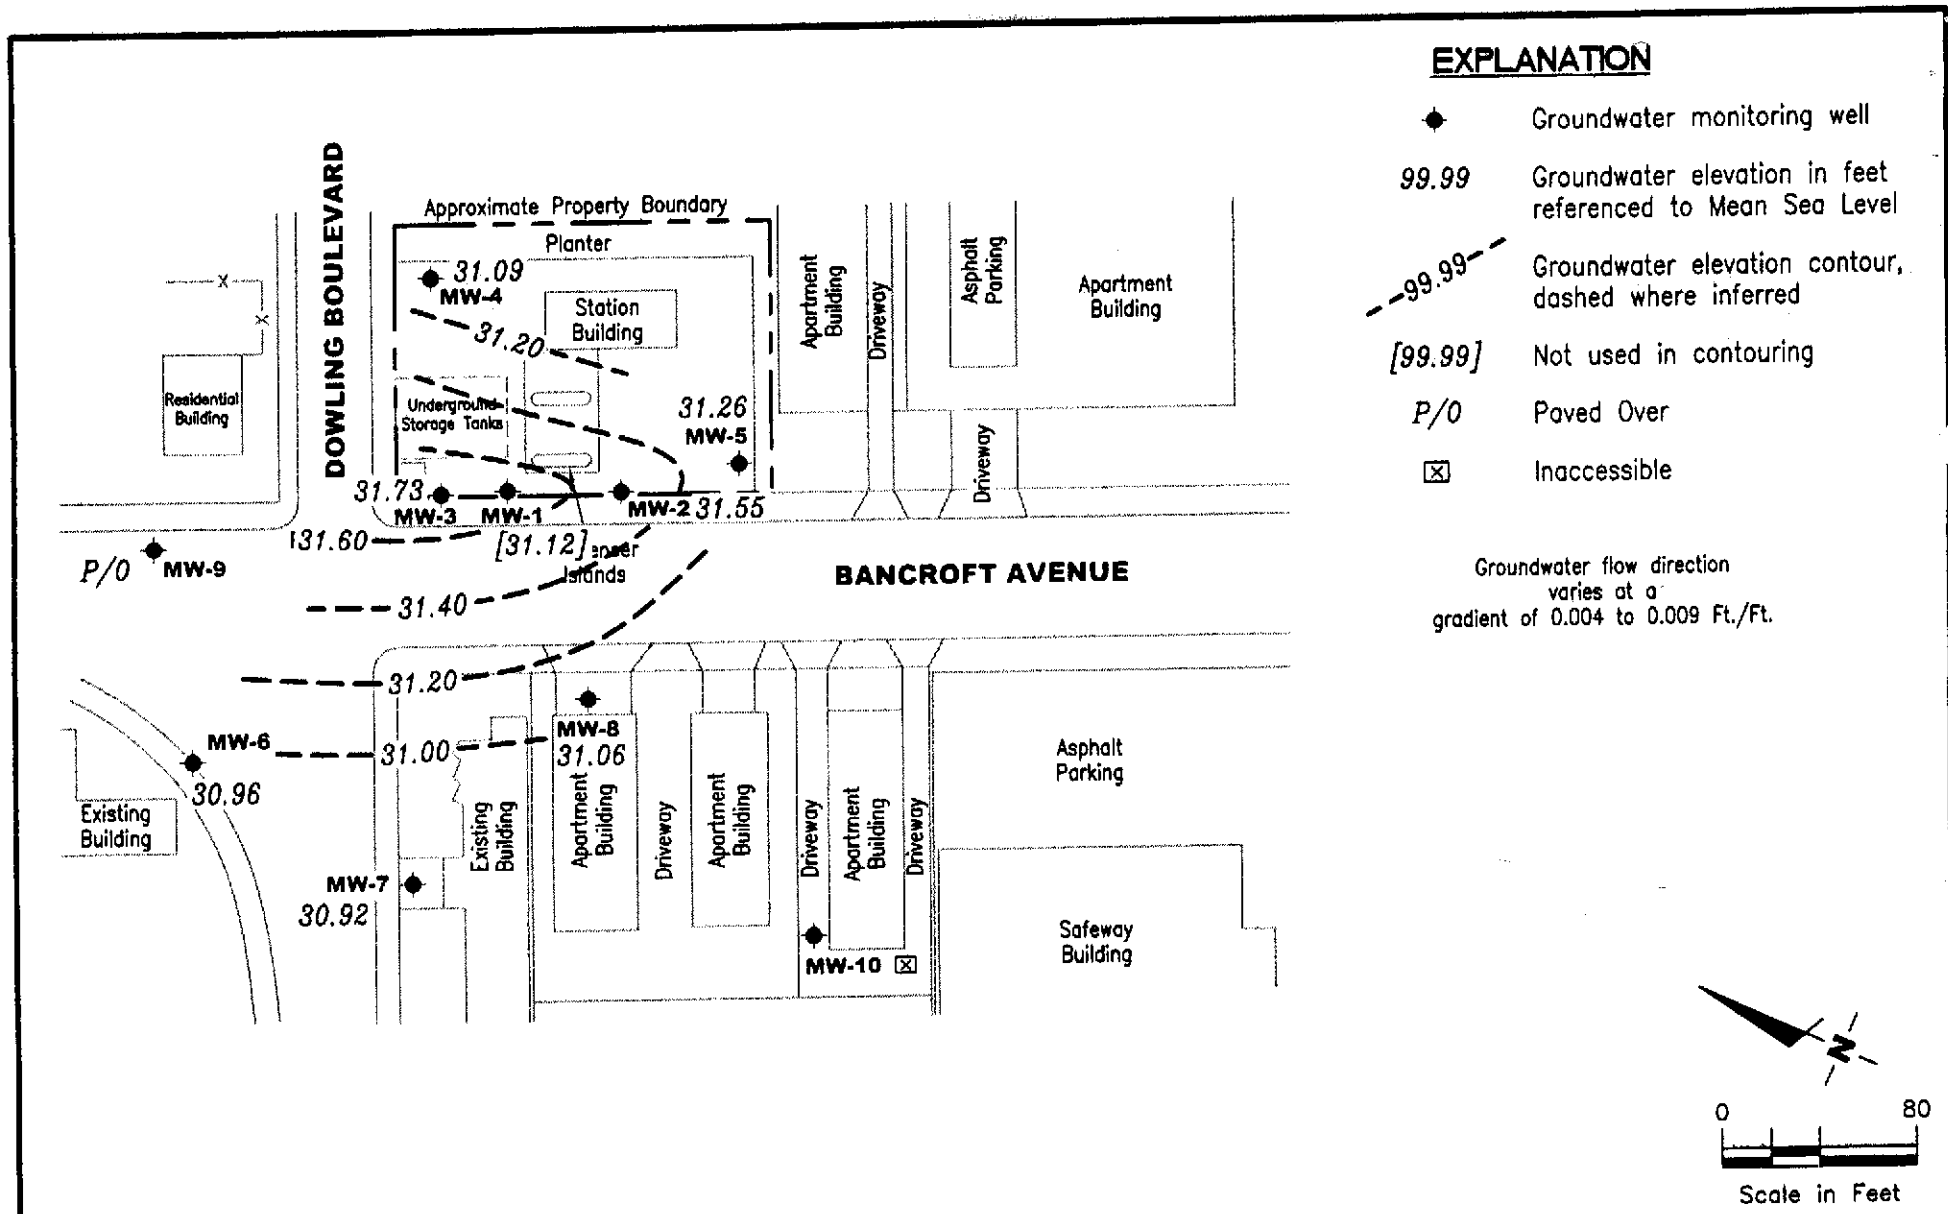 EXPLANATION
Groundwater monitoring well
99.99
Groundwater elevation in feet
referenced to Mean Sea Level
99.99
Groundwater elevation contour,
dashed where inferred
[99.99]
Not used in contouring
P/O
Paved Over
Inaccessible
Groundwater flow direction
varies at a
gradient of 0.004 to 0.009 Ft./Ft.
DOWLING BOULEVARD
Approximate Property Boundary
Planter
31.09
MW-4
Station
Building
31.20
Residential
Building
Underground
Storage Tanks
31.26
MW-5
31.73
MW-3
MW-1
MW-2
31.55
31.60
[31.12]
Islands
P/O
MW-9
31.40
BANCROFT AVENUE
Apartment
Building
Driveway
Asphalt
Parking
Apartment
Building
Driveway
31.20
MW-6
30.96
31.00
MW-8
31.06
Existing
Building
Existing
Building
Apartment
Building
Driveway
Apartment
Building
Driveway
Apartment
Building
Driveway
Asphalt
Parking
MW-7
30.92
MW-10
Safeway
Building
N
0 80
Scale in Feet